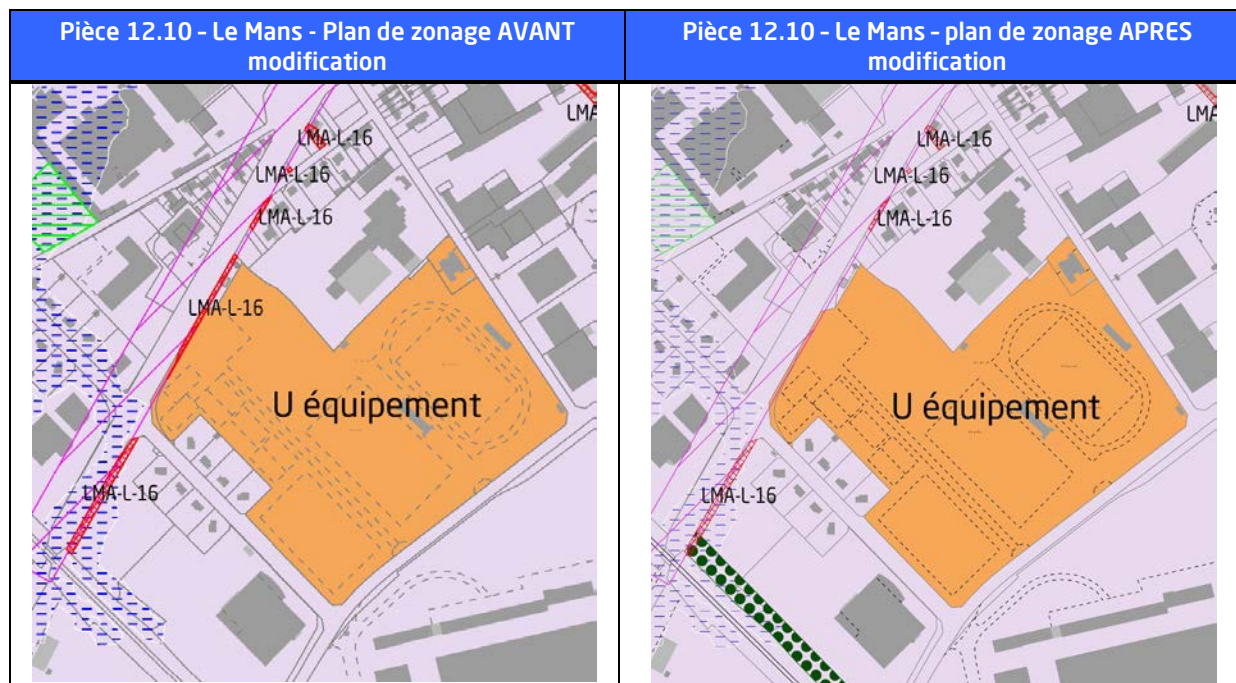 Pièce 12.10 – Le Mans - Plan de zonage AVANT
modification
Pièce 12.10 – Le Mans – plan de zonage APRES
modification
LMA-L-16
LMA-L-16
LMA-L-16
LMA-L-16
U équipement
LMA-L-16
LMA
LMA-L-16
LMA-L-16
LMA-L-16
U équipement
LMA-L-16
LMA